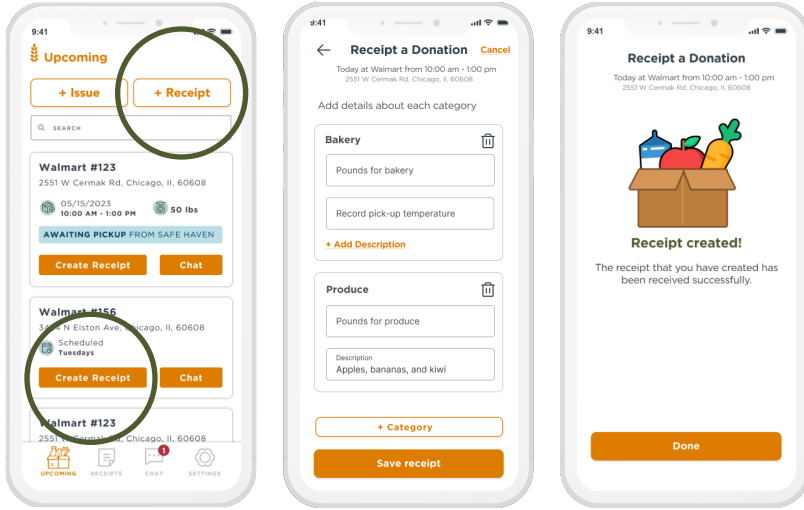 9:41
Upcoming
+ Issue
+ Receipt
SEARCH
Walmart #123
2551 W Cermak Rd, Chicago, Il, 60608
05/15/2023
10:00 AM - 1:00 PM
50 lbs
AWAITING PICKUP FROM SAFE HAVEN
Create Receipt
Chat
Walmart #156
N Elston Ave, Chicago, Il, 60608
Scheduled
Tuesdays
Create Receipt
Chat
Walmart #123
2551 W Cermak Rd, Chicago, Il, 60608
1
UPCOMING
RECEIPTS
CHAT
SETTINGS
9:41
Receipt a Donation
Cancel
Today at Walmart from 10:00 am - 1:00 pm
2551 W Cermak Rd, Chicago, Il, 60608
Add details about each category
Bakery
Pounds for bakery
Record pick-up temperature
+ Add Description
Produce
Pounds for produce
Description
Apples, bananas, and kiwi
+ Category
Save receipt
9:41
Receipt a Donation
Today at Walmart from 10:00 am - 1:00 pm
2551 W Cermak Rd, Chicago, Il, 60608
Receipt created!
The receipt that you have created has
been received successfully.
Done